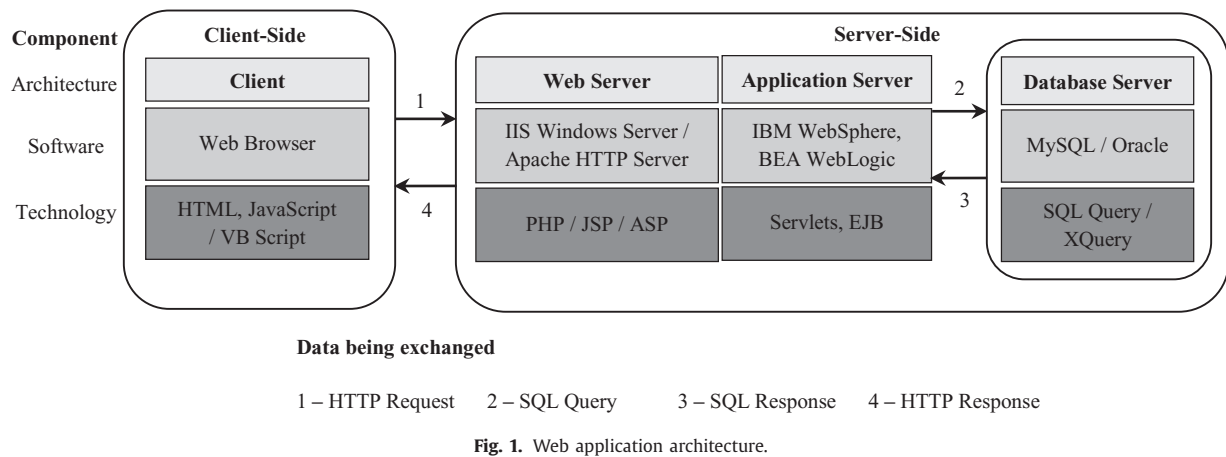 Component
Client-Side
Server-Side
Architecture
Client
Web Server
Application Server
Database Server
1
2
Software
Web Browser
IIS Windows Server /
Apache HTTP Server
IBM WebSphere,
BEA WebLogic
MySQL / Oracle
4
3
Technology
HTML, JavaScript
/ VB Script
PHP / JSP / ASP
Servlets, EJB
SQL Query /
XQuery
Data being exchanged
1 – HTTP Request 2 – SQL Query 3 – SQL Response 4 – HTTP Response
Fig. 1. Web application architecture.